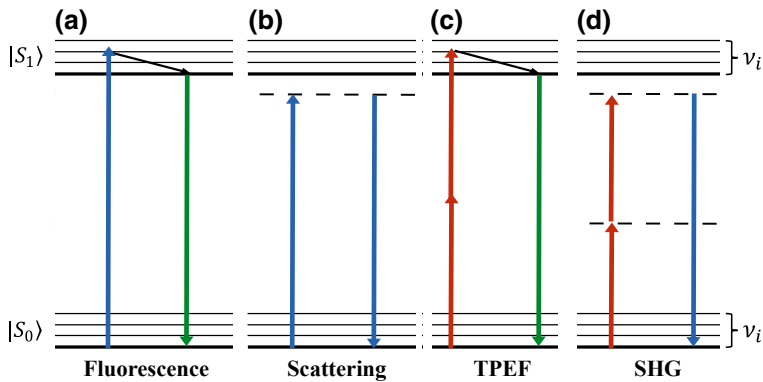 (a) (b) (c) (d)
|S₁⟩ νᵢ
|S₀⟩ νᵢ
Fluorescence Scattering TPEF SHG